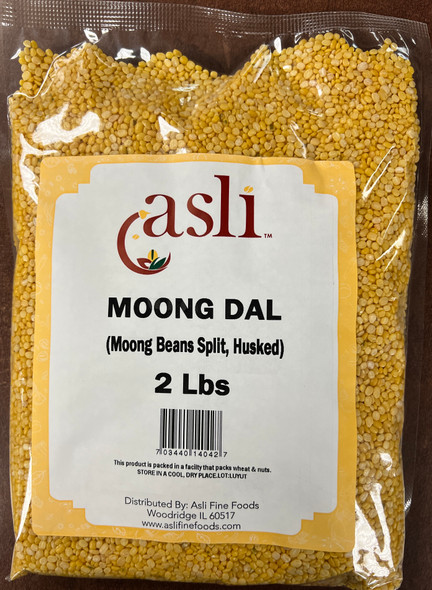 asli™
MOONG DAL
(Moong Beans Split, Husked)
2 Lbs
7 03440 14042 7
This product is packed in a facility that packs wheat & nuts.
STORE IN A COOL, DRY PLACE.LOT:LUYUT
Distributed By: Asli Fine Foods
Woodridge IL 60517
www.aslifinefoods.com